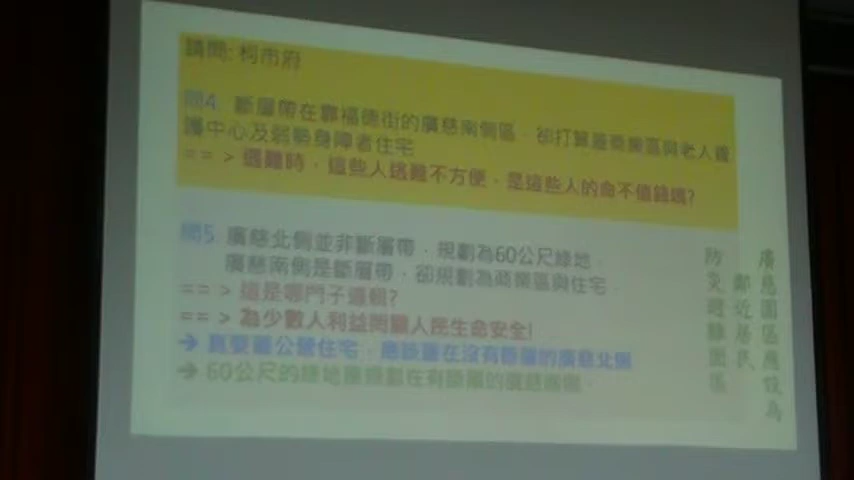 請問: 柯市府
問4. 斷層帶在靠福德街的廣慈南側區，卻打算蓋商業區與老人養
護中心及弱勢身障者住宅
== > 遇難時，這些人逃難不方便，是這些人的命不值錢嗎?
問5. 廣慈北側並非斷層帶，規劃為60公尺綠地，
廣慈南側是斷層帶，卻規劃為商業區與住宅，
== > 這是哪門子邏輯?
== > 為少數人利益罔顧人民生命安全!
➔ 真要蓋公營住宅，應該蓋在沒有斷層的廣慈北側
➔ 60公尺的綠地應規劃在有斷層的廣慈南側，
廣慈園區應設為
鄰近居民
防災避難園區